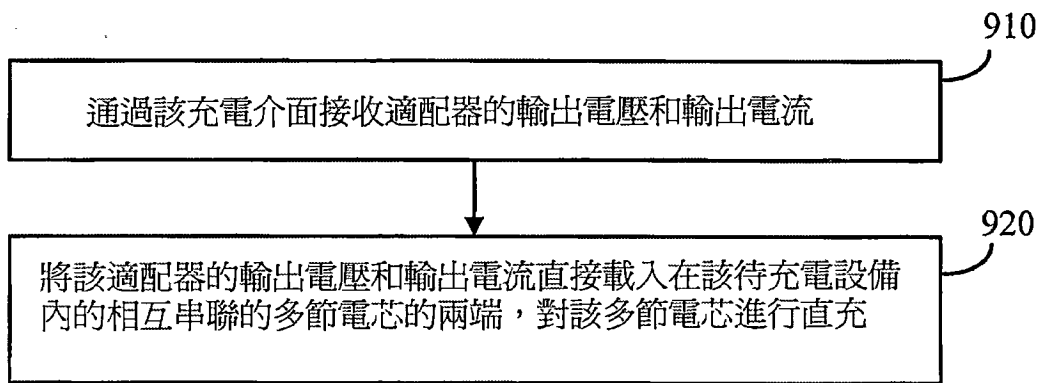 910
通過該充電介面接收適配器的輸出電壓和輸出電流
920
將該適配器的輸出電壓和輸出電流直接載入在該待充電設備
內的相互串聯的多節電芯的兩端，對該多節電芯進行直充